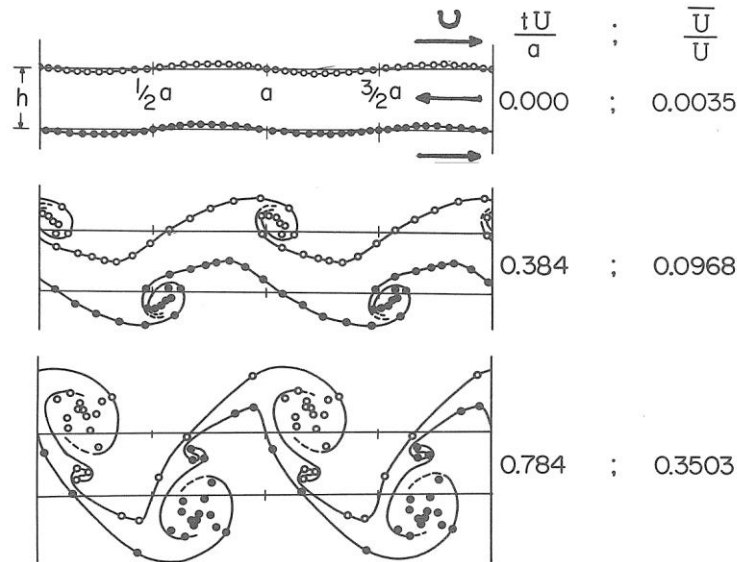 U tU/a ; U̅/U
h
½a a ³⁄₂a
0.000 ; 0.0035
0.384 ; 0.0968
0.784 ; 0.3503